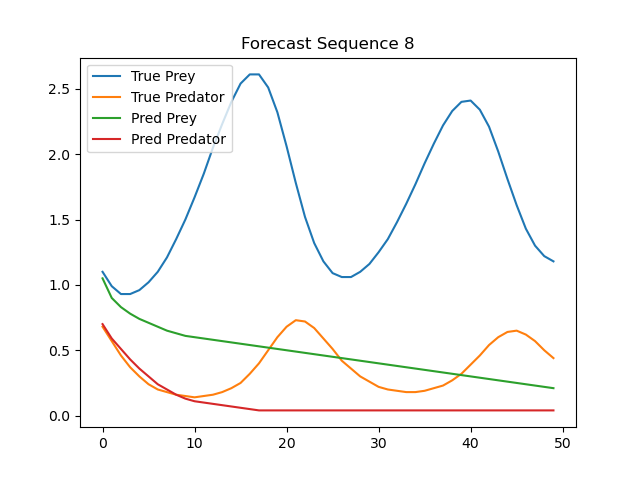 Forecast Sequence 8
True Prey
True Predator
Pred Prey
Pred Predator
2.5
2.0
1.5
1.0
0.5
0.0
0 10 20 30 40 50